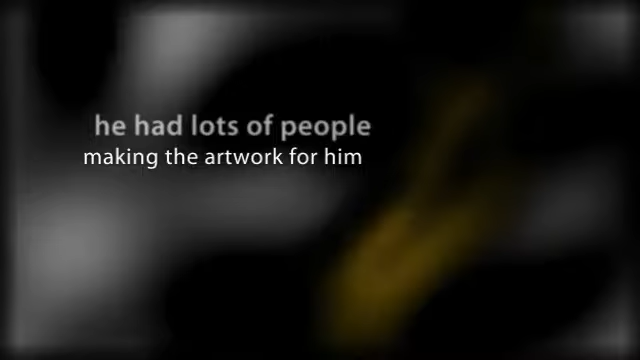 he had lots of people
making the artwork for him